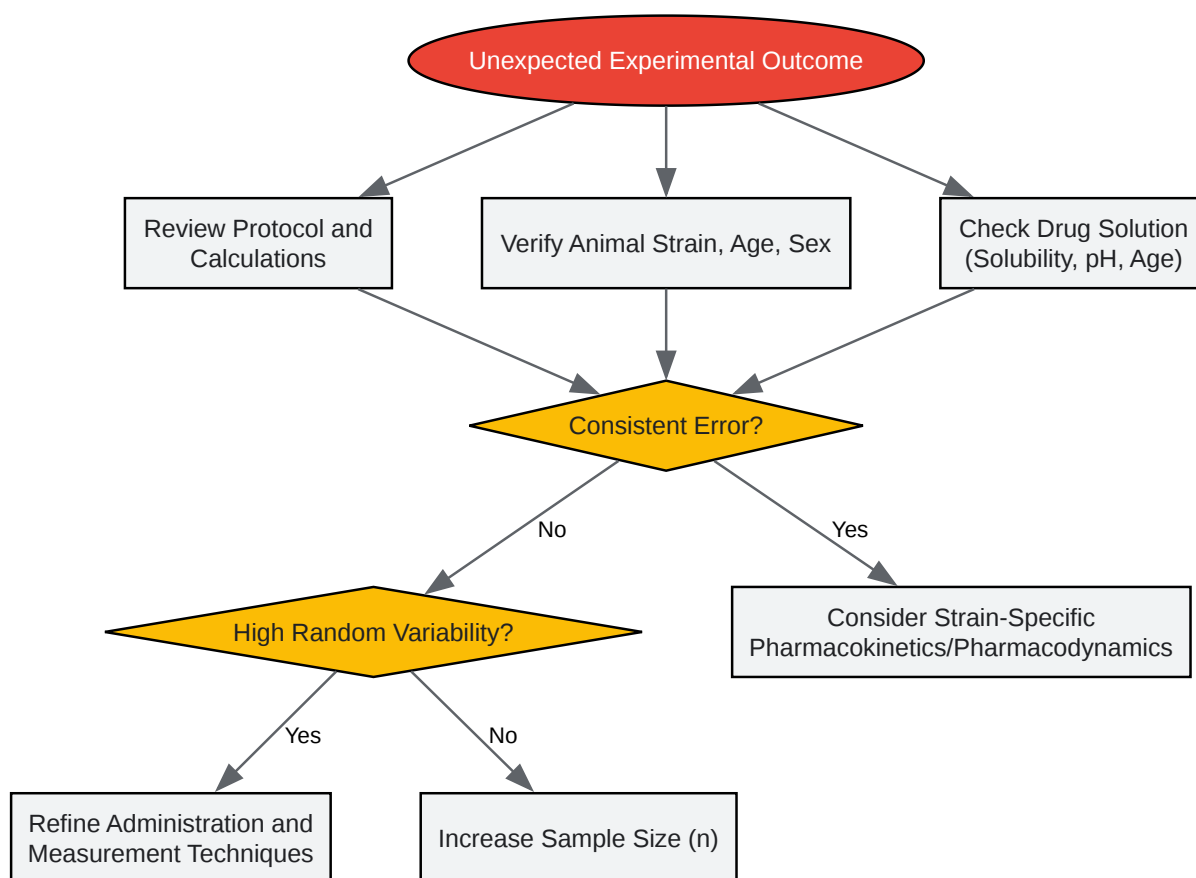 Unexpected Experimental Outcome
Review Protocol and
Calculations
Verify Animal Strain, Age, Sex
Check Drug Solution
(Solubility, pH, Age)
Consistent Error?
No
Yes
High Random Variability?
Consider Strain-Specific
Pharmacokinetics/Pharmacodynamics
Yes
No
Refine Administration and
Measurement Techniques
Increase Sample Size (n)